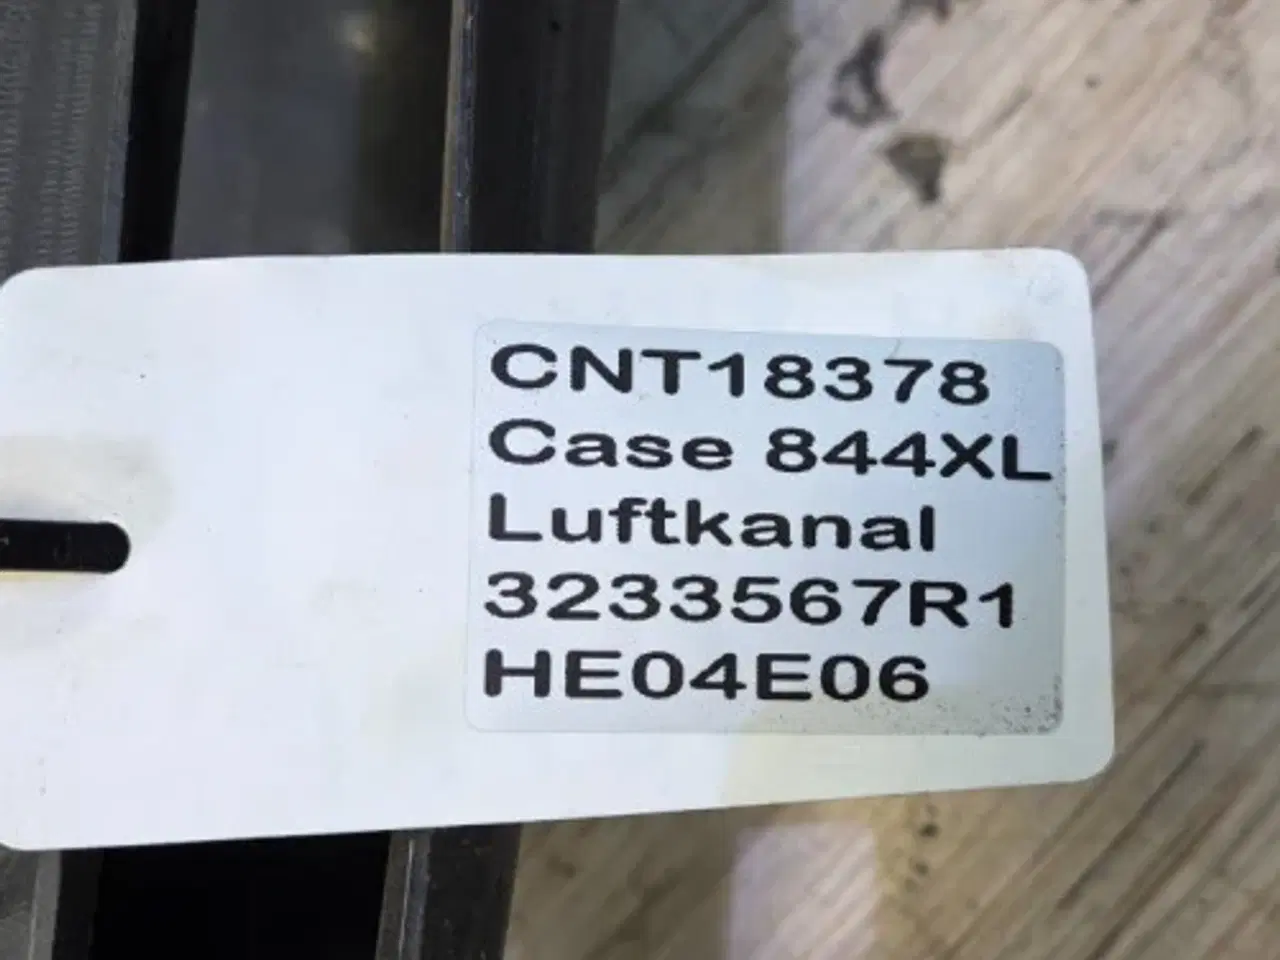 CNT18378
Case 844XL
Luftkanal
3233567R1
HE04E06